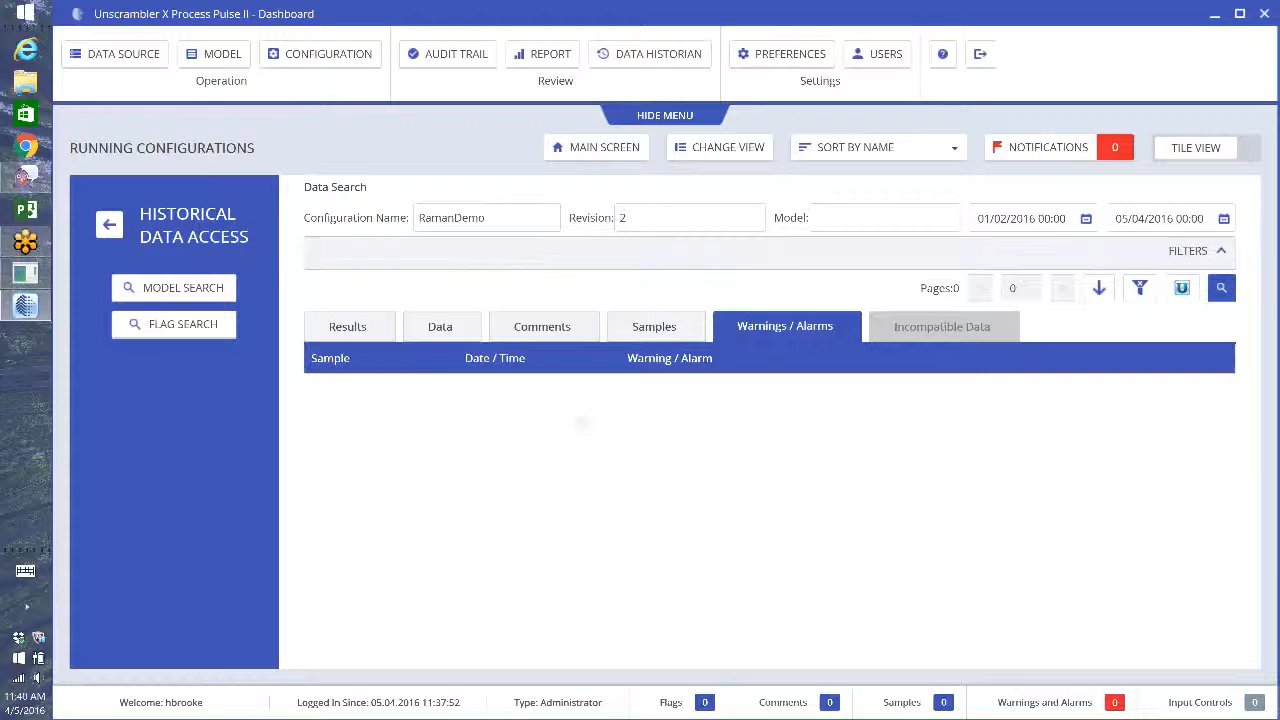 Unscrambler X Process Pulse II - Dashboard
DATA SOURCE MODEL CONFIGURATION AUDIT TRAIL REPORT DATA HISTORIAN PREFERENCES USERS ?
Operation Review Settings
HIDE MENU
RUNNING CONFIGURATIONS MAIN SCREEN CHANGE VIEW SORT BY NAME NOTIFICATIONS 0 TILE VIEW
HISTORICAL
DATA ACCESS
MODEL SEARCH
FLAG SEARCH
Data Search
Configuration Name: RamanDemo Revision: 2 Model: 01/02/2016 00:00 05/04/2016 00:00
FILTERS
Pages:0 0
Results Data Comments Samples Warnings / Alarms Incompatible Data
Sample Date / Time Warning / Alarm
Welcome: hbrooke Logged In Since: 05.04.2016 11:37:52 Type: Administrator Flags 0 Comments 0 Samples 0 Warnings and Alarms 0 Input Controls 0
11:40 AM
4/5/2016